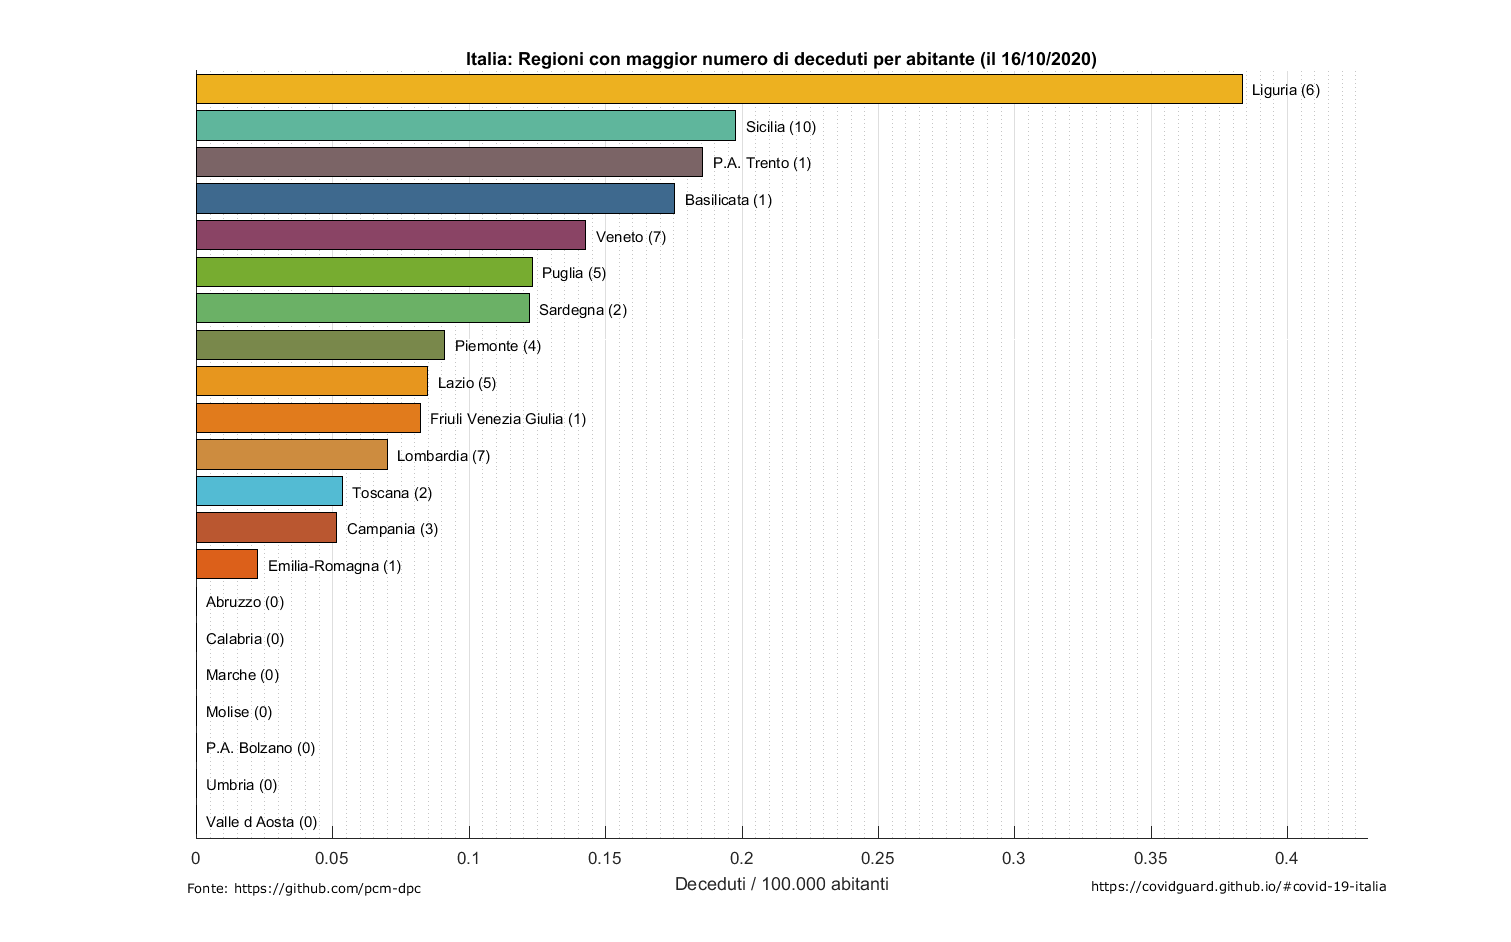 Italia: Regioni con maggior numero di deceduti per abitante (il 16/10/2020)
Liguria (6)
Sicilia (10)
P.A. Trento (1)
Basilicata (1)
Veneto (7)
Puglia (5)
Sardegna (2)
Piemonte (4)
Lazio (5)
Friuli Venezia Giulia (1)
Lombardia (7)
Toscana (2)
Campania (3)
Emilia-Romagna (1)
Abruzzo (0)
Calabria (0)
Marche (0)
Molise (0)
P.A. Bolzano (0)
Umbria (0)
Valle d Aosta (0)
0 0.05 0.1 0.15 0.2 0.25 0.3 0.35 0.4
Deceduti / 100.000 abitanti
Fonte: https://github.com/pcm-dpc
https://covidguard.github.io/#covid-19-italia